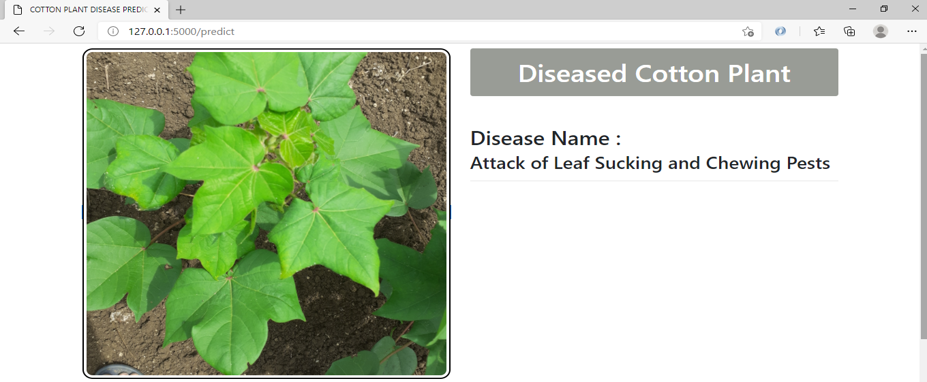 COTTON PLANT DISEASE PREDIC
127.0.0.1:5000/predict
Diseased Cotton Plant
Disease Name :
Attack of Leaf Sucking and Chewing Pests